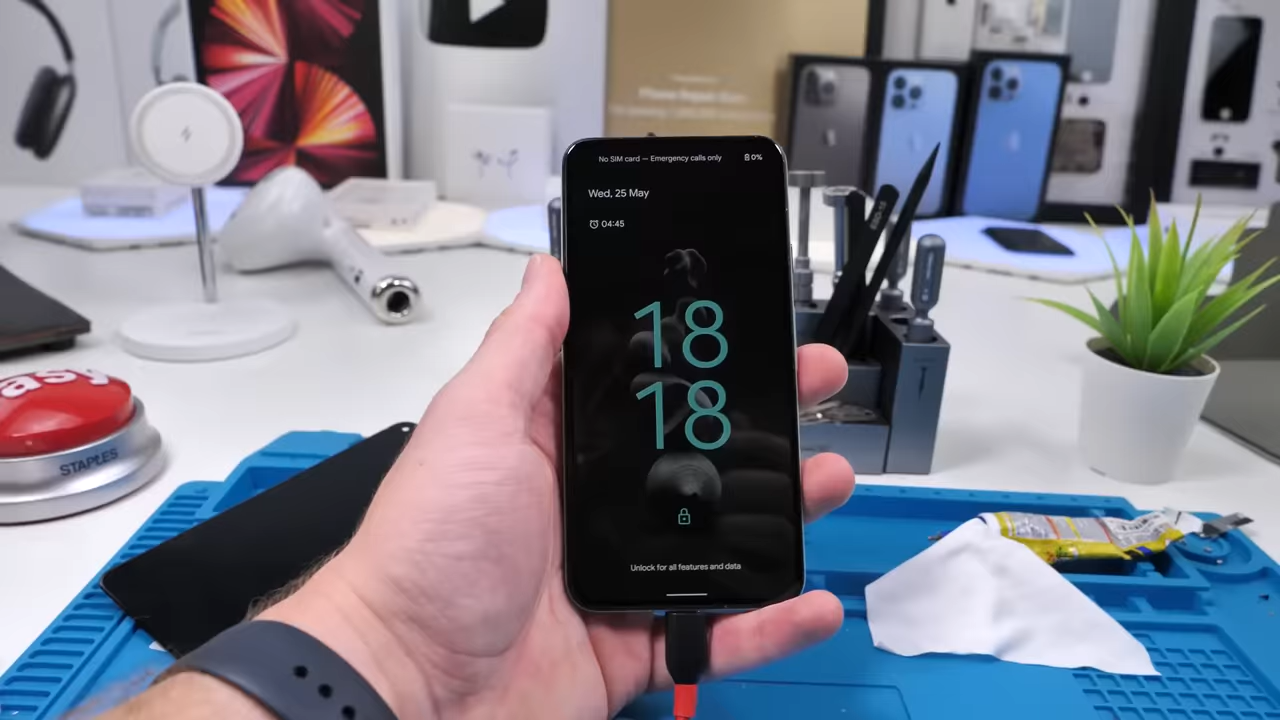 No SIM card — Emergency calls only
0%
Wed, 25 May
04:45
18
18
Unlock for all features and data
easy
STAPLES